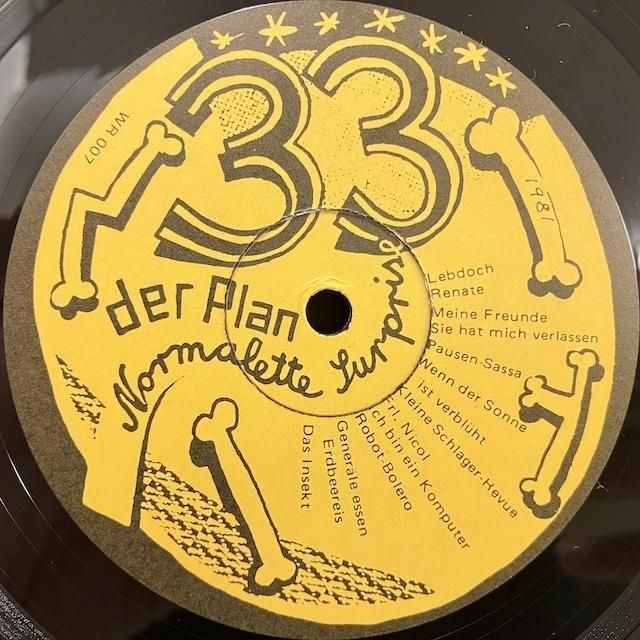 33
WR 007
1981
der Plan
Normalette Surprise
Lebdoch
Renate
Meine Freunde
Sie hat mich verlassen
Pausen-Sassa
Wenn der Sonne
ist verblüht
Kleine Schlager-Revue
Frl. Nicol
Ich bin ein Komputer
Robot-Bolero
Generäle essen
Erdbeereis
Das Insekt